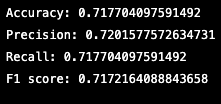 Accuracy: 0.717704097591492
Precision: 0.7201577572634731
Recall: 0.717704097591492
F1 score: 0.7172164088843658